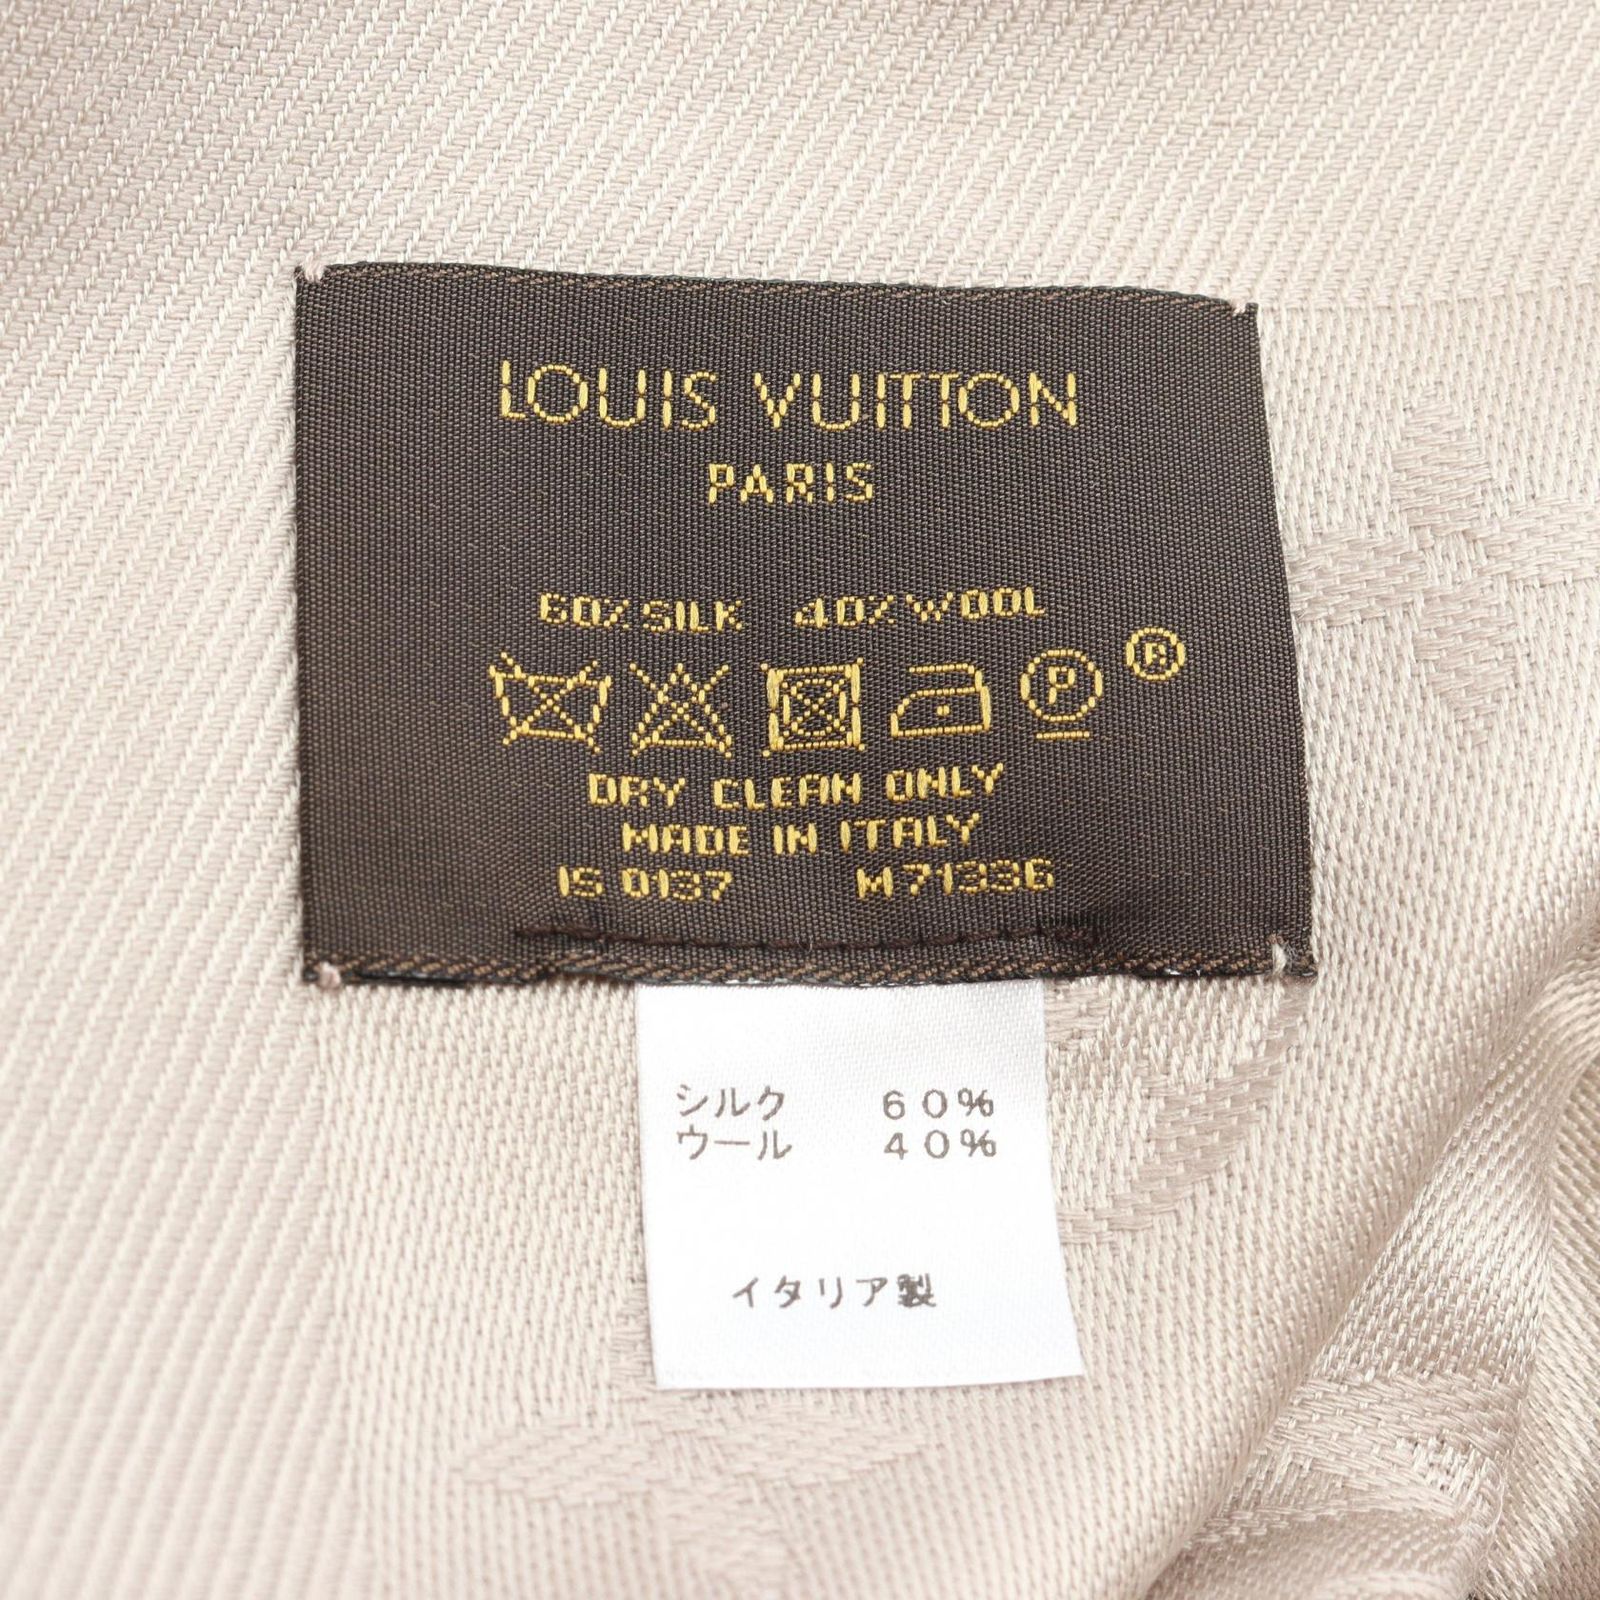 LOUIS VUITTON
PARIS
60% SILK 40% WOOL
P ®
DRY CLEAN ONLY
MADE IN ITALY
IS 0137 M71336
シルク 60%
ウール 40%
イタリア製